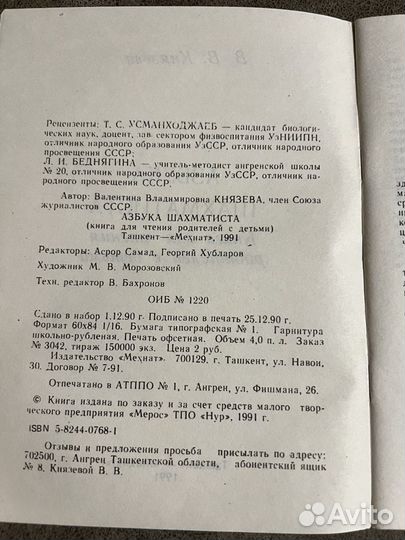 Рецензенты: Т. С. УСМАНХОДЖАЕВ — кандидат биологи-
ческих наук, доцент, зав. сектором физвоспитания УзНИИПН,
отличник народного образования УзССР, отличник народного
просвещения СССР;
Л. И. БЕДНЯГИНА — учитель-методист ангренской школы
№ 20, отличник народного образования УзССР, отличник на-
родного просвещения СССР.
Автор: Валентина Владимировна КНЯЗЕВА, член Союза
журналистов СССР.
АЗБУКА ШАХМАТИСТА
(книга для чтения родителей с детьми)
Ташкент—«Меҳнат», 1991
Редакторы: Асрор Самад, Георгий Хубларов
Художник М. В. Морозовский
Техн. редактор В. Бахронов
ОИБ № 1220
Сдано в набор 1.12.90 г. Подписано в печать 25.12.90 г.
Формат 60х84 1/16. Бумага типографская № 1. Гарнитура
школьно-рубленая. Печать офсетная. Объем 4,0 п. л. Заказ
№ 3042, тираж 150000 экз. Цена 2 руб.
Издательство «Меҳнат». 700129, г. Ташкент, ул. Навои,
30. Договор № 7-91.
Отпечатано в АТППО № 1, г. Ангрен, ул. Фишмана, 26.
© Книга издана по заказу и за счет средств малого твор-
ческого предприятия «Мерос» ТПО «Нур», 1991 г.
ISBN 5-8244-0768-1
Отзывы и предложения просьба присылать по адресу:
702500, г. Ангрен Ташкентской области, абонентский ящик
№ 8, Князевой В. В.
Avito